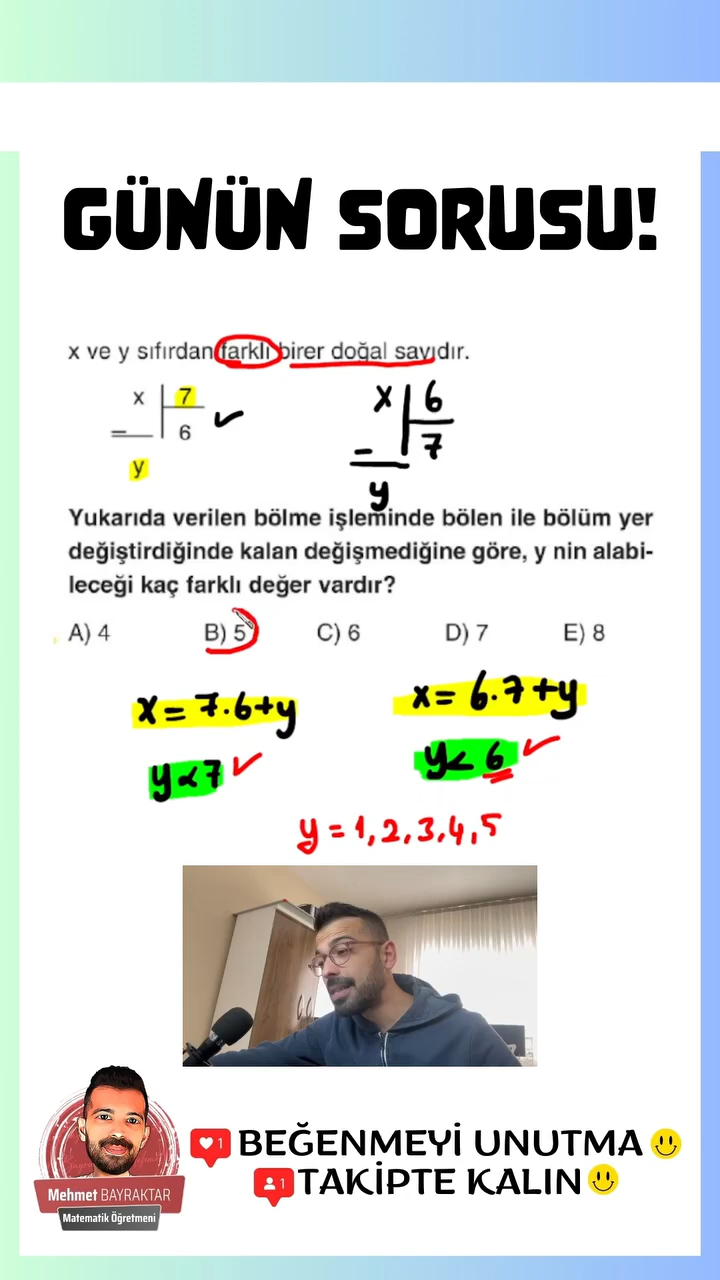 GÜNÜN SORUSU!
x ve y sıfırdan farklı birer doğal sayıdır.
x 7
6
y
x 6
7
y
Yukarıda verilen bölme işleminde bölen ile bölüm yer
değiştirdiğinde kalan değişmediğine göre, y nin alabi-
leceği kaç farklı değer vardır?
A) 4 B) 5 C) 6 D) 7 E) 8
x = 7.6+y
x = 6.7+y
y<7
y<6
y = 1,2,3,4,5
1 BEĞENMEYİ UNUTMA
1 TAKİPTE KALIN
Mehmet BAYRAKTAR
Matematik Öğretmeni